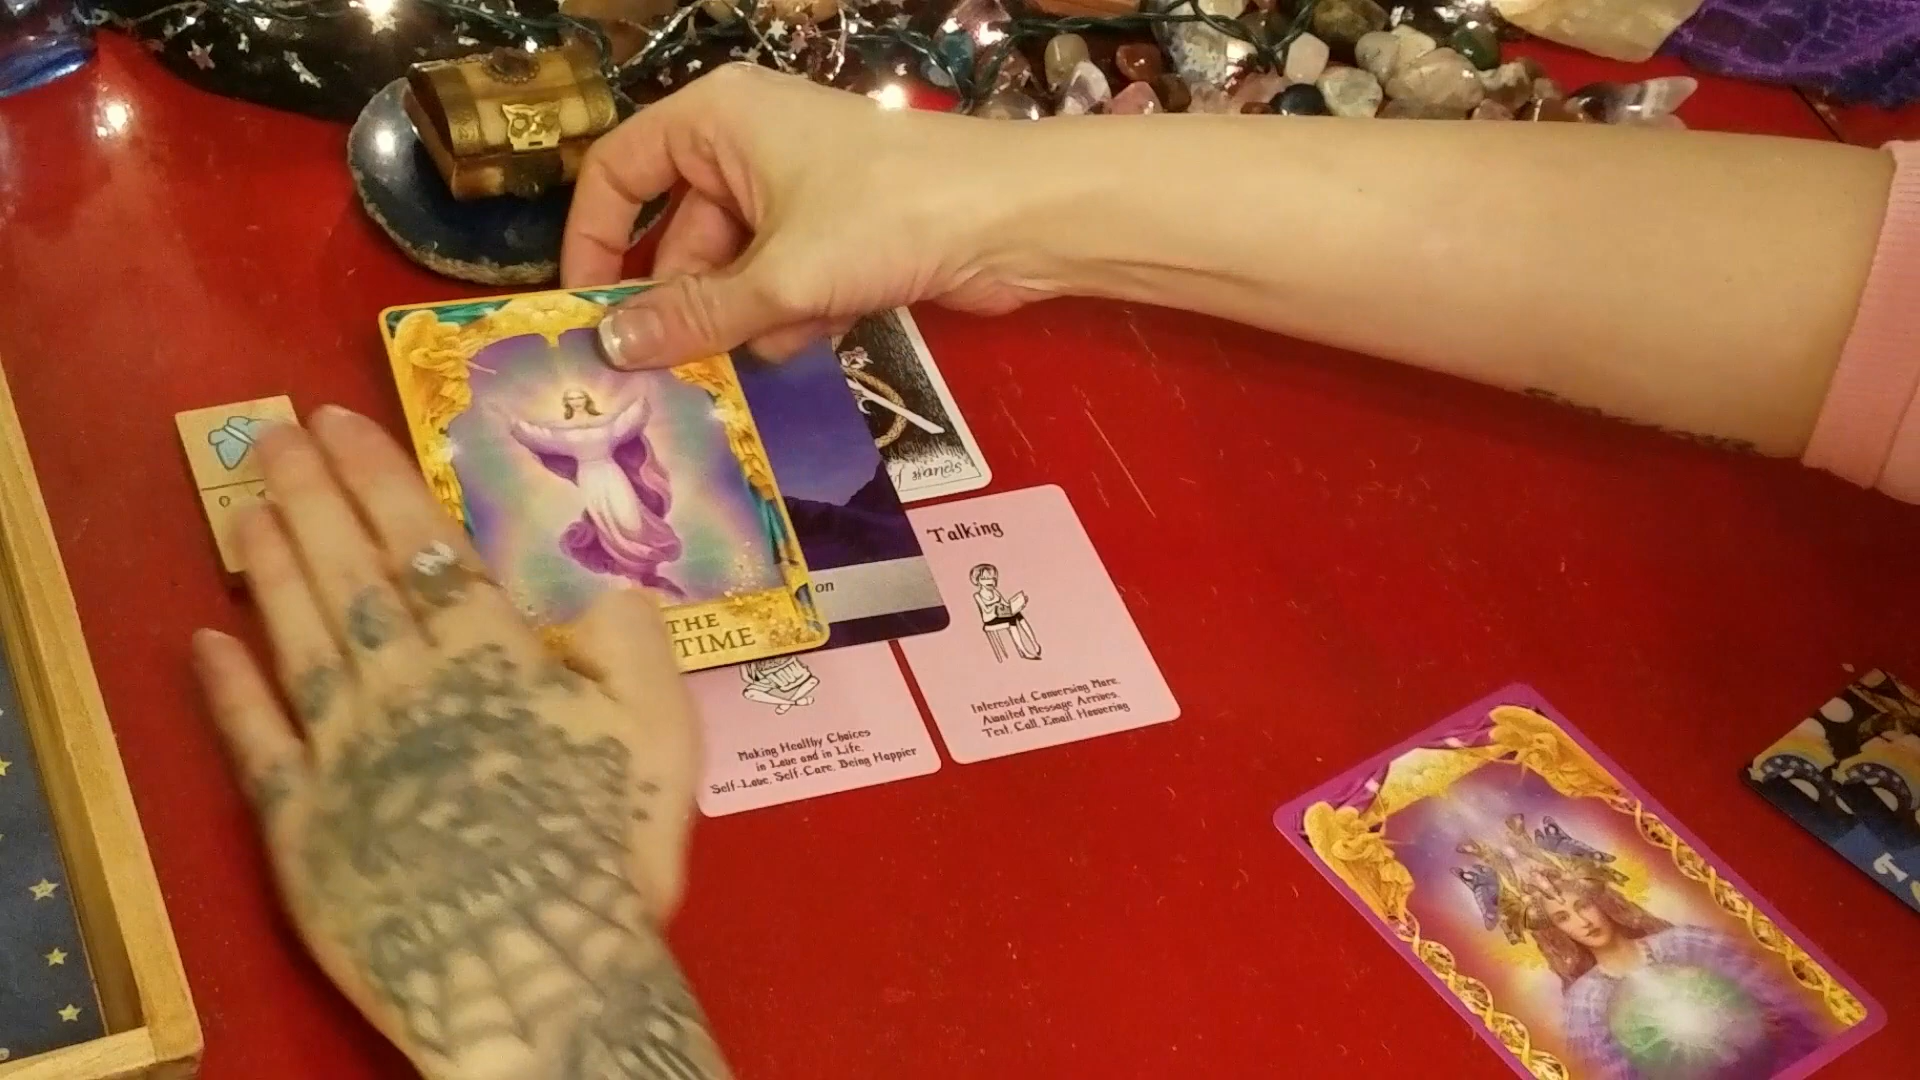 THE
TIME
on
Talking
Interested, Conversing More,
Awaited Message Arrives,
Text, Call, Email, Hoovering
Making Healthy Choices
in Love and in Life,
Self-Love, Self-Care, Being Happier